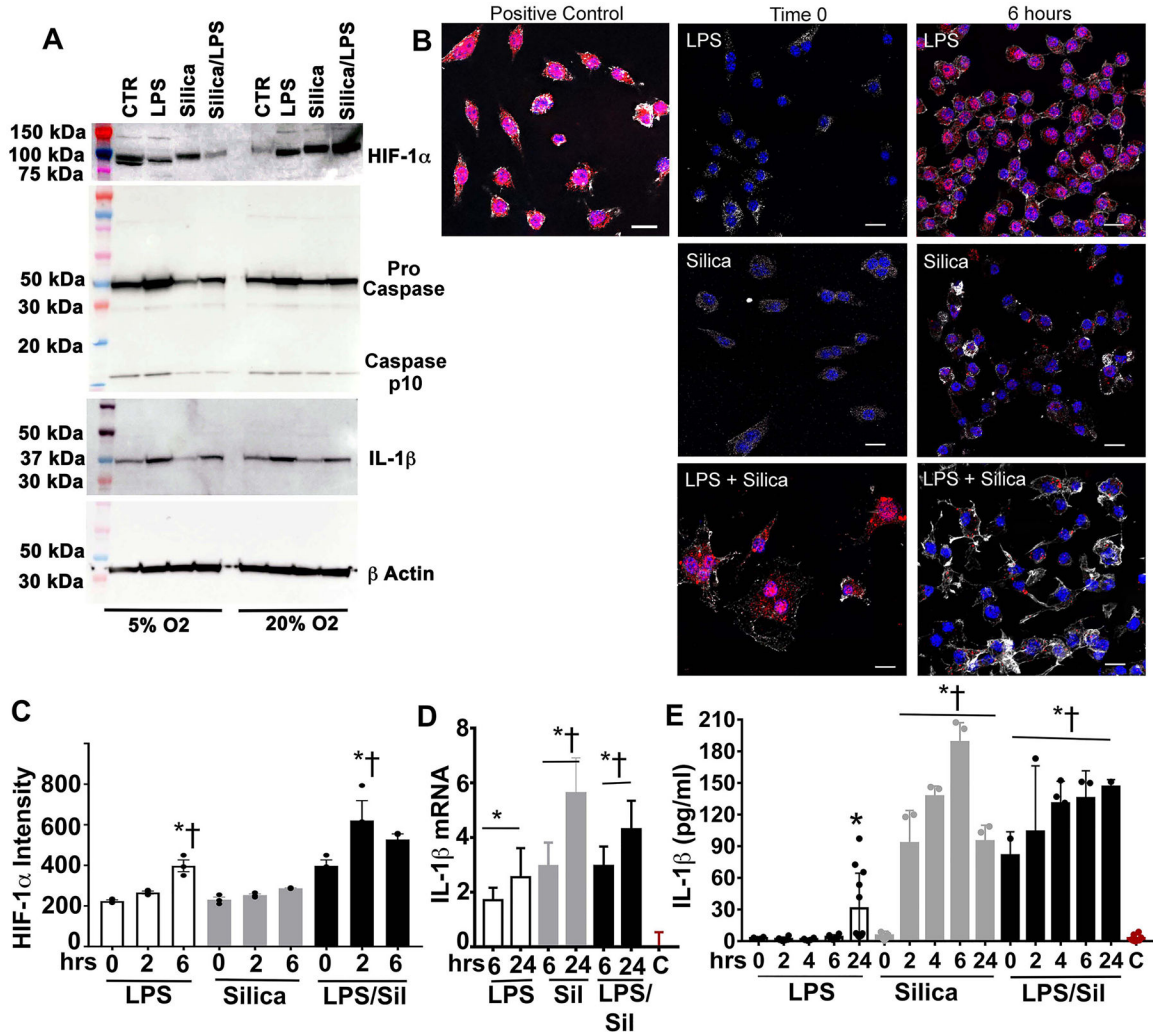 A
CTR
LPS
Silica
Silica/LPS
CTR
LPS
Silica
Silica/LPS
150 kDa
100 kDa
75 kDa
HIF-1α
50 kDa
30 kDa
20 kDa
Pro
Caspase
Caspase
p10
50 kDa
37 kDa
30 kDa
IL-1β
50 kDa
30 kDa
β Actin
5% O2
20% O2
B
Positive Control
Time 0
6 hours
LPS
LPS
Silica
Silica
LPS + Silica
LPS + Silica
C
HIF-1α Intensity
800
600
400
200
0
*†
*†
hrs 0 2 6 0 2 6 0 2 6
LPS Silica LPS/Sil
D
IL-1β mRNA
8
6
4
2
0
*
*†
*†
hrs 6 24 6 24 6 24 C
LPS Sil LPS/
Sil
E
IL-1β (pg/ml)
210
180
150
120
90
60
30
0
*
*†
*†
hrs 0 2 4 6 24 0 2 4 6 24 0 2 4 6 24 C
LPS Silica LPS/Sil